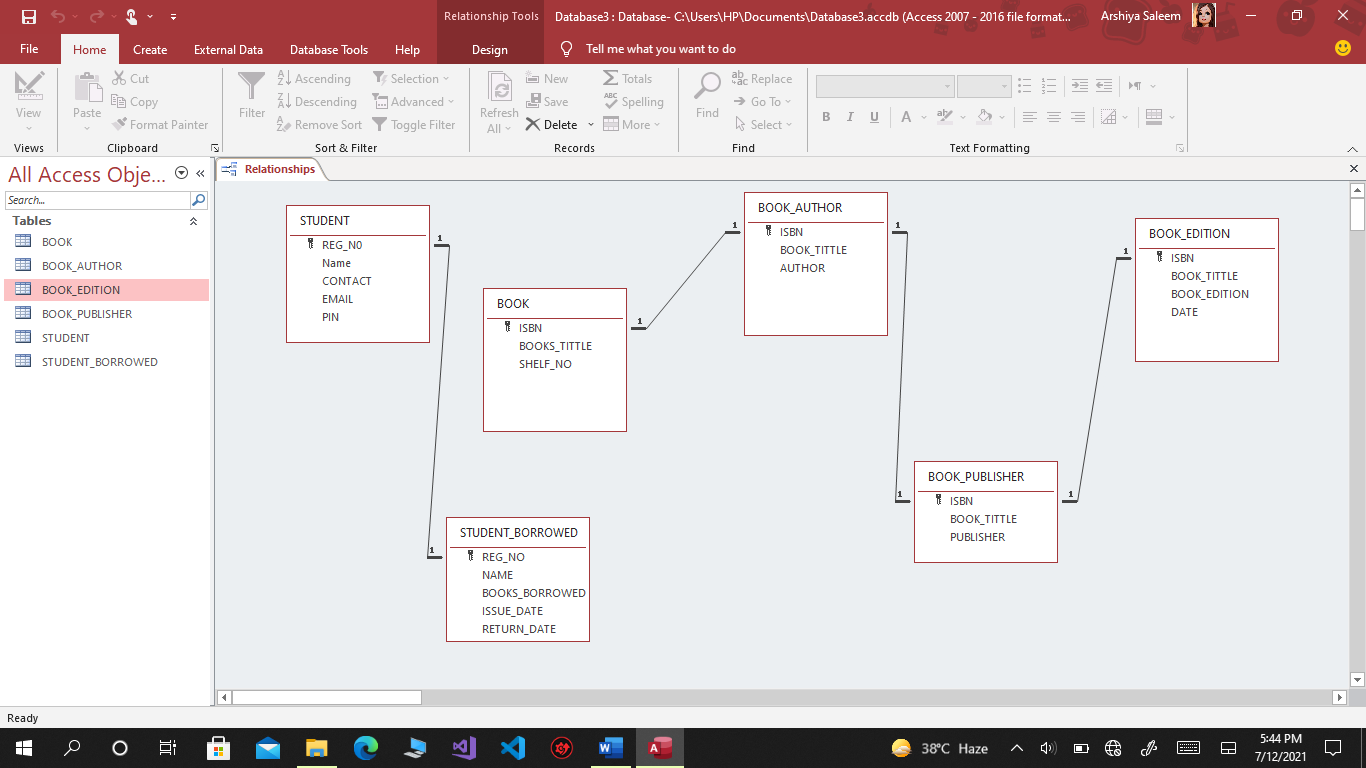 Relationship Tools
Database3 : Database- C:\Users\HP\Documents\Database3.accdb (Access 2007 - 2016 file format...
Arshiya Saleem
File Home Create External Data Database Tools Help Design Tell me what you want to do
View
Views
Paste
Cut
Copy
Format Painter
Clipboard
Filter
Ascending
Descending
Remove Sort
Selection
Advanced
Toggle Filter
Sort & Filter
Refresh
All
New
Save
Delete
Totals
Spelling
More
Records
Find
Replace
Go To
Select
Find
B I U A
Text Formatting
All Access Obje...
Search...
Tables
BOOK
BOOK_AUTHOR
BOOK_EDITION
BOOK_PUBLISHER
STUDENT
STUDENT_BORROWED
Relationships
STUDENT
REG_N0
Name
CONTACT
EMAIL
PIN
1
1
BOOK
ISBN
BOOKS_TITTLE
SHELF_NO
1
1
BOOK_AUTHOR
ISBN
BOOK_TITTLE
AUTHOR
1
1
BOOK_EDITION
ISBN
BOOK_TITTLE
BOOK_EDITION
DATE
1
1
BOOK_PUBLISHER
ISBN
BOOK_TITTLE
PUBLISHER
STUDENT_BORROWED
REG_NO
NAME
BOOKS_BORROWED
ISSUE_DATE
RETURN_DATE
Ready
38°C Haze
5:44 PM
7/12/2021